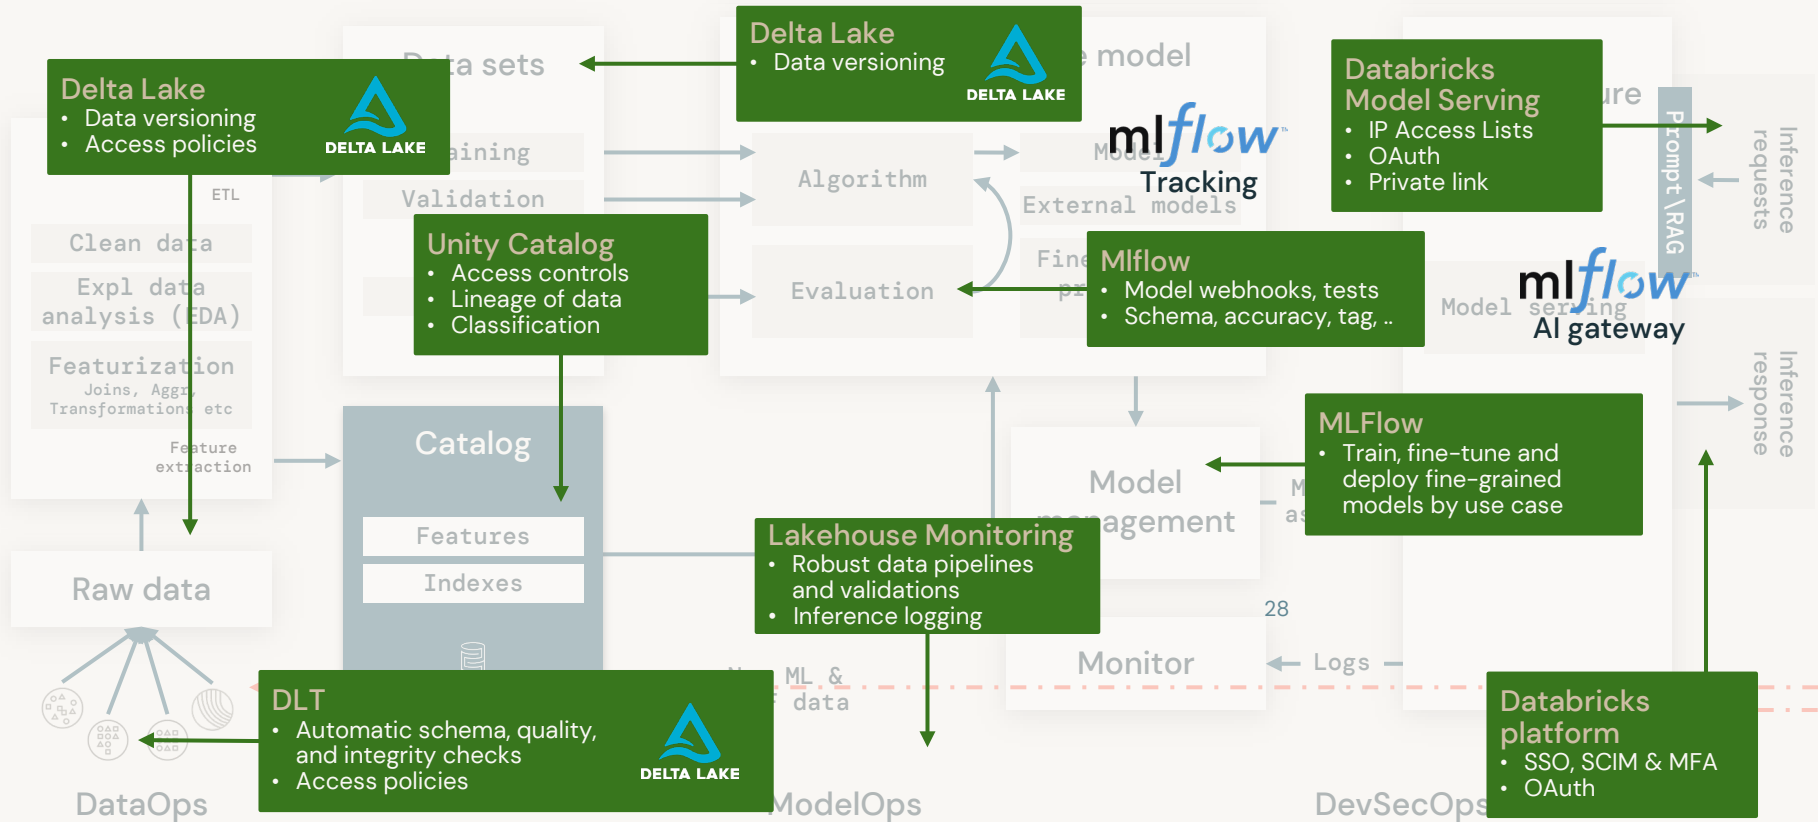 Delta Lake
• Data versioning
• Access policies
DELTA LAKE
ETL
Clean data
Expl data
analysis (EDA)
Featurization
Joins, Aggr,
Transformations etc
Feature
extraction
Raw data
DataOps
sets
Validation
Unity Catalog
• Access controls
• Lineage of data
• Classification
Catalog
Features
Indexes
DLT
• Automatic schema, quality,
and integrity checks
• Access policies
DELTA LAKE
Delta Lake
• Data versioning
DELTA LAKE
model
mlflow™
Tracking
Algorithm
Model
External models
Evaluation
Mlflow
• Model webhooks, tests
• Schema, accuracy, tag, ..
Model
management
Lakehouse Monitoring
• Robust data pipelines
and validations
• Inference logging
28
Monitor
Logs
ML &
data
ModelOps
Databricks
Model Serving
• IP Access Lists
• OAuth
• Private link
Prompt\RAG
Inference
requests
mlflow™
AI gateway
Model serving
Inference
response
MLFlow
• Train, fine-tune and
deploy fine-grained
models by use case
Databricks
platform
• SSO, SCIM & MFA
• OAuth
DevSecOps